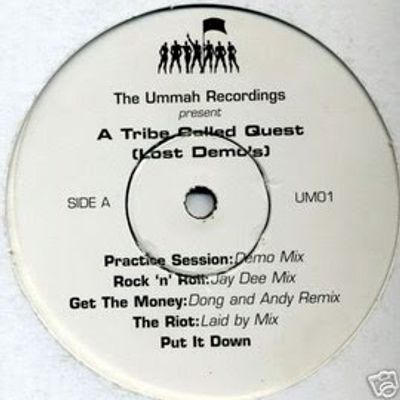 The Ummah Recordings
present
A Tribe Called Quest
(Lost Demo's)
SIDE A
UM01
Practice Session:Demo Mix
Rock 'n' Roll:Jay Dee Mix
Get The Money:Dong and Andy Remix
The Riot:Laid by Mix
Put It Down